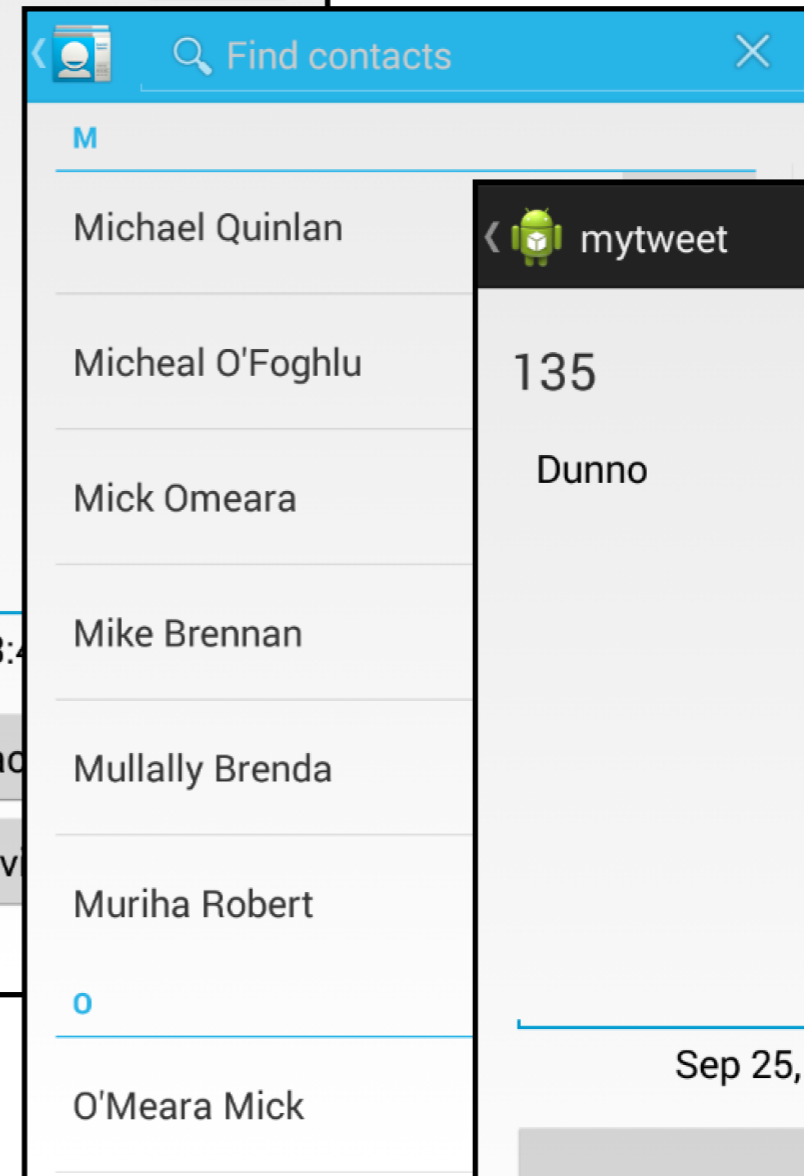 Find contacts
M
Michael Quinlan
Micheal O'Foghlu
Mick Omeara
Mike Brennan
Mullally Brenda
Muriha Robert
O
O'Meara Mick
mytweet
135
Dunno
Sep 25,